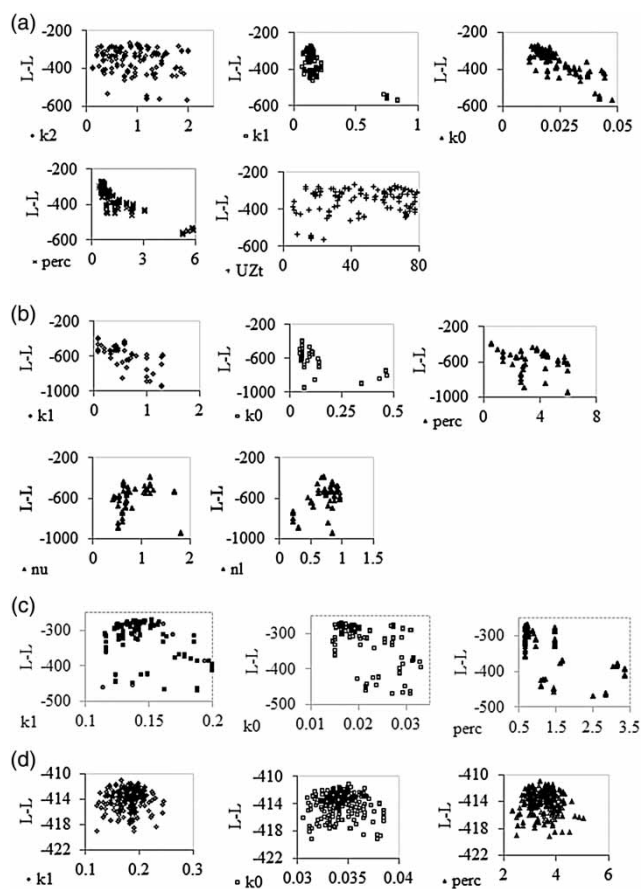 (a)
-200
-400
-600
L-L
0 1 2
k2
-200
-400
-600
L-L
0 0.5 1
k1
-200
-400
-600
L-L
0 0.025 0.05
k0
-200
-400
-600
L-L
0 3 6
perc
-200
-400
-600
L-L
0 20 40 60 80
UZt
(b)
-200
-600
-1000
L-L
0 1 2
k1
-200
-600
-1000
L-L
0 0.25 0.5
k0
-200
-600
-1000
L-L
0 4 8
perc
-200
-600
-1000
L-L
0 1 2
nu
-200
-600
-1000
L-L
0 0.5 1 1.5
nl
(c)
-300
-400
-500
L-L
0.1 0.15 0.2
k1
-300
-400
-500
L-L
0.01 0.02 0.03
k0
-300
-400
-500
L-L
0.5 1.5 2.5 3.5
perc
(d)
-410
-414
-418
-422
L-L
0.1 0.2 0.3
k1
-410
-414
-418
-422
L-L
0.03 0.035 0.04
k0
-410
-414
-418
-422
L-L
2 4 6
perc